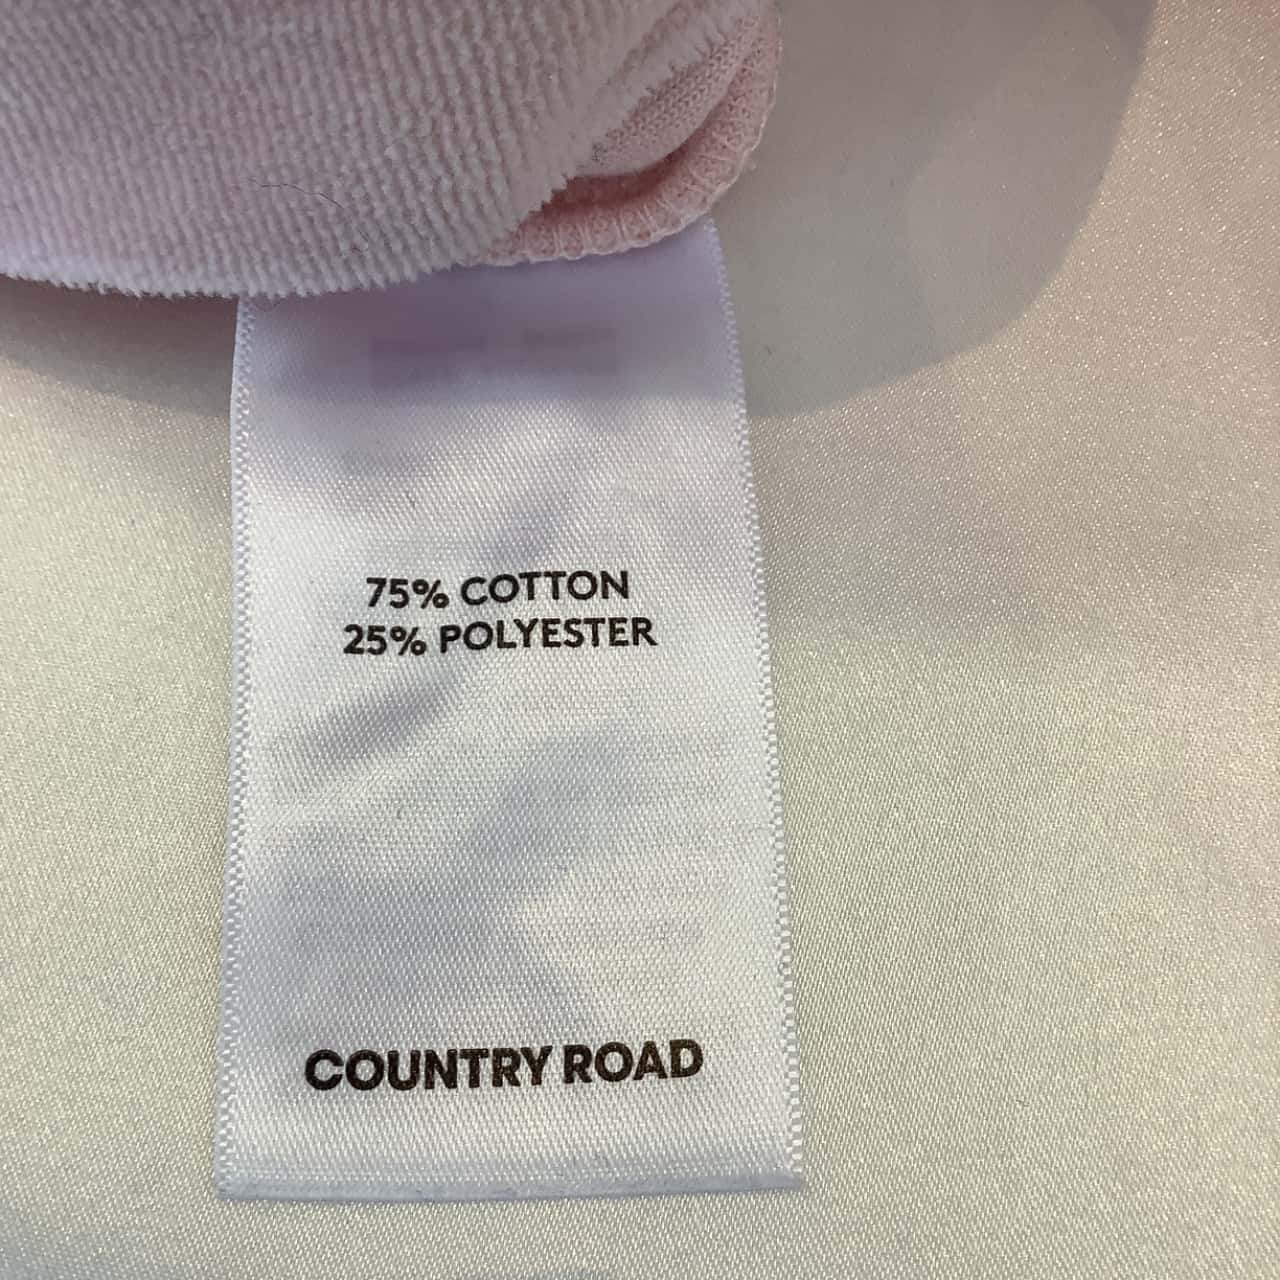 75% COTTON
25% POLYESTER
COUNTRY ROAD